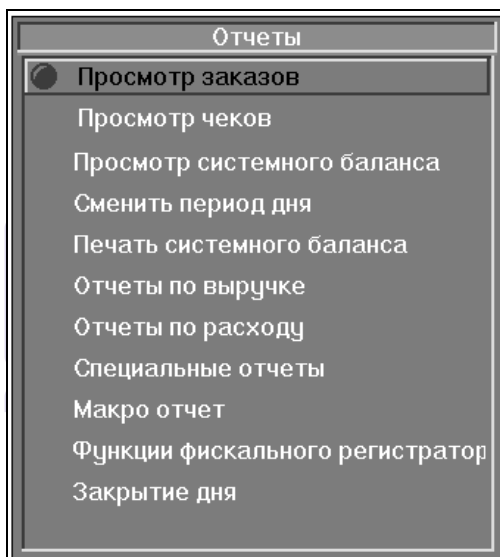 Отчеты
Просмотр заказов
Просмотр чеков
Просмотр системного баланса
Сменить период дня
Печать системного баланса
Отчеты по выручке
Отчеты по расходу
Специальные отчеты
Макро отчет
Функции фискального регистратор
Закрытие дня